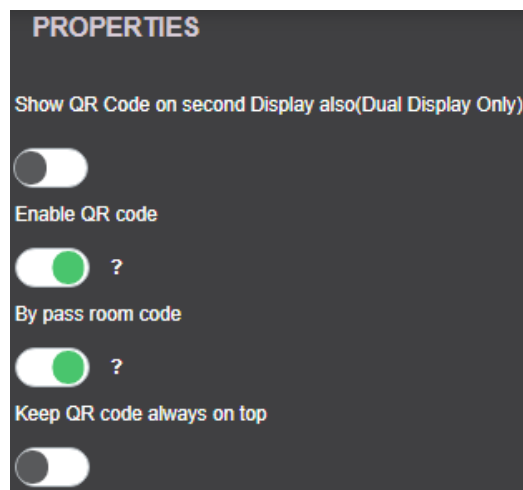 PROPERTIES
Show QR Code on second Display also(Dual Display Only)
Enable QR code
?
By pass room code
?
Keep QR code always on top